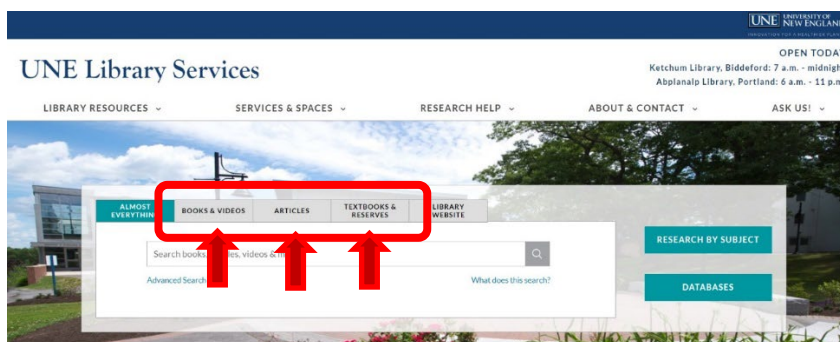 UNE UNIVERSITY OF
NEW ENGLAND
OPEN TODAY
UNE Library Services
Ketchum Library, Biddeford: 7 a.m. - midnigh
Abplanalp Library, Portland: 6 a.m. - 11 p.m
LIBRARY RESOURCES
SERVICES & SPACES
RESEARCH HELP
ABOUT & CONTACT
ASK US!
ALMOST
EVERYTHIN
BOOKS & VIDEOS
ARTICLES
TEXTBOOKS &
RESERVES
LIBRARY
WEBSITE
Search books, videos &
Advanced Search
What does this search?
RESEARCH BY SUBJECT
DATABASES